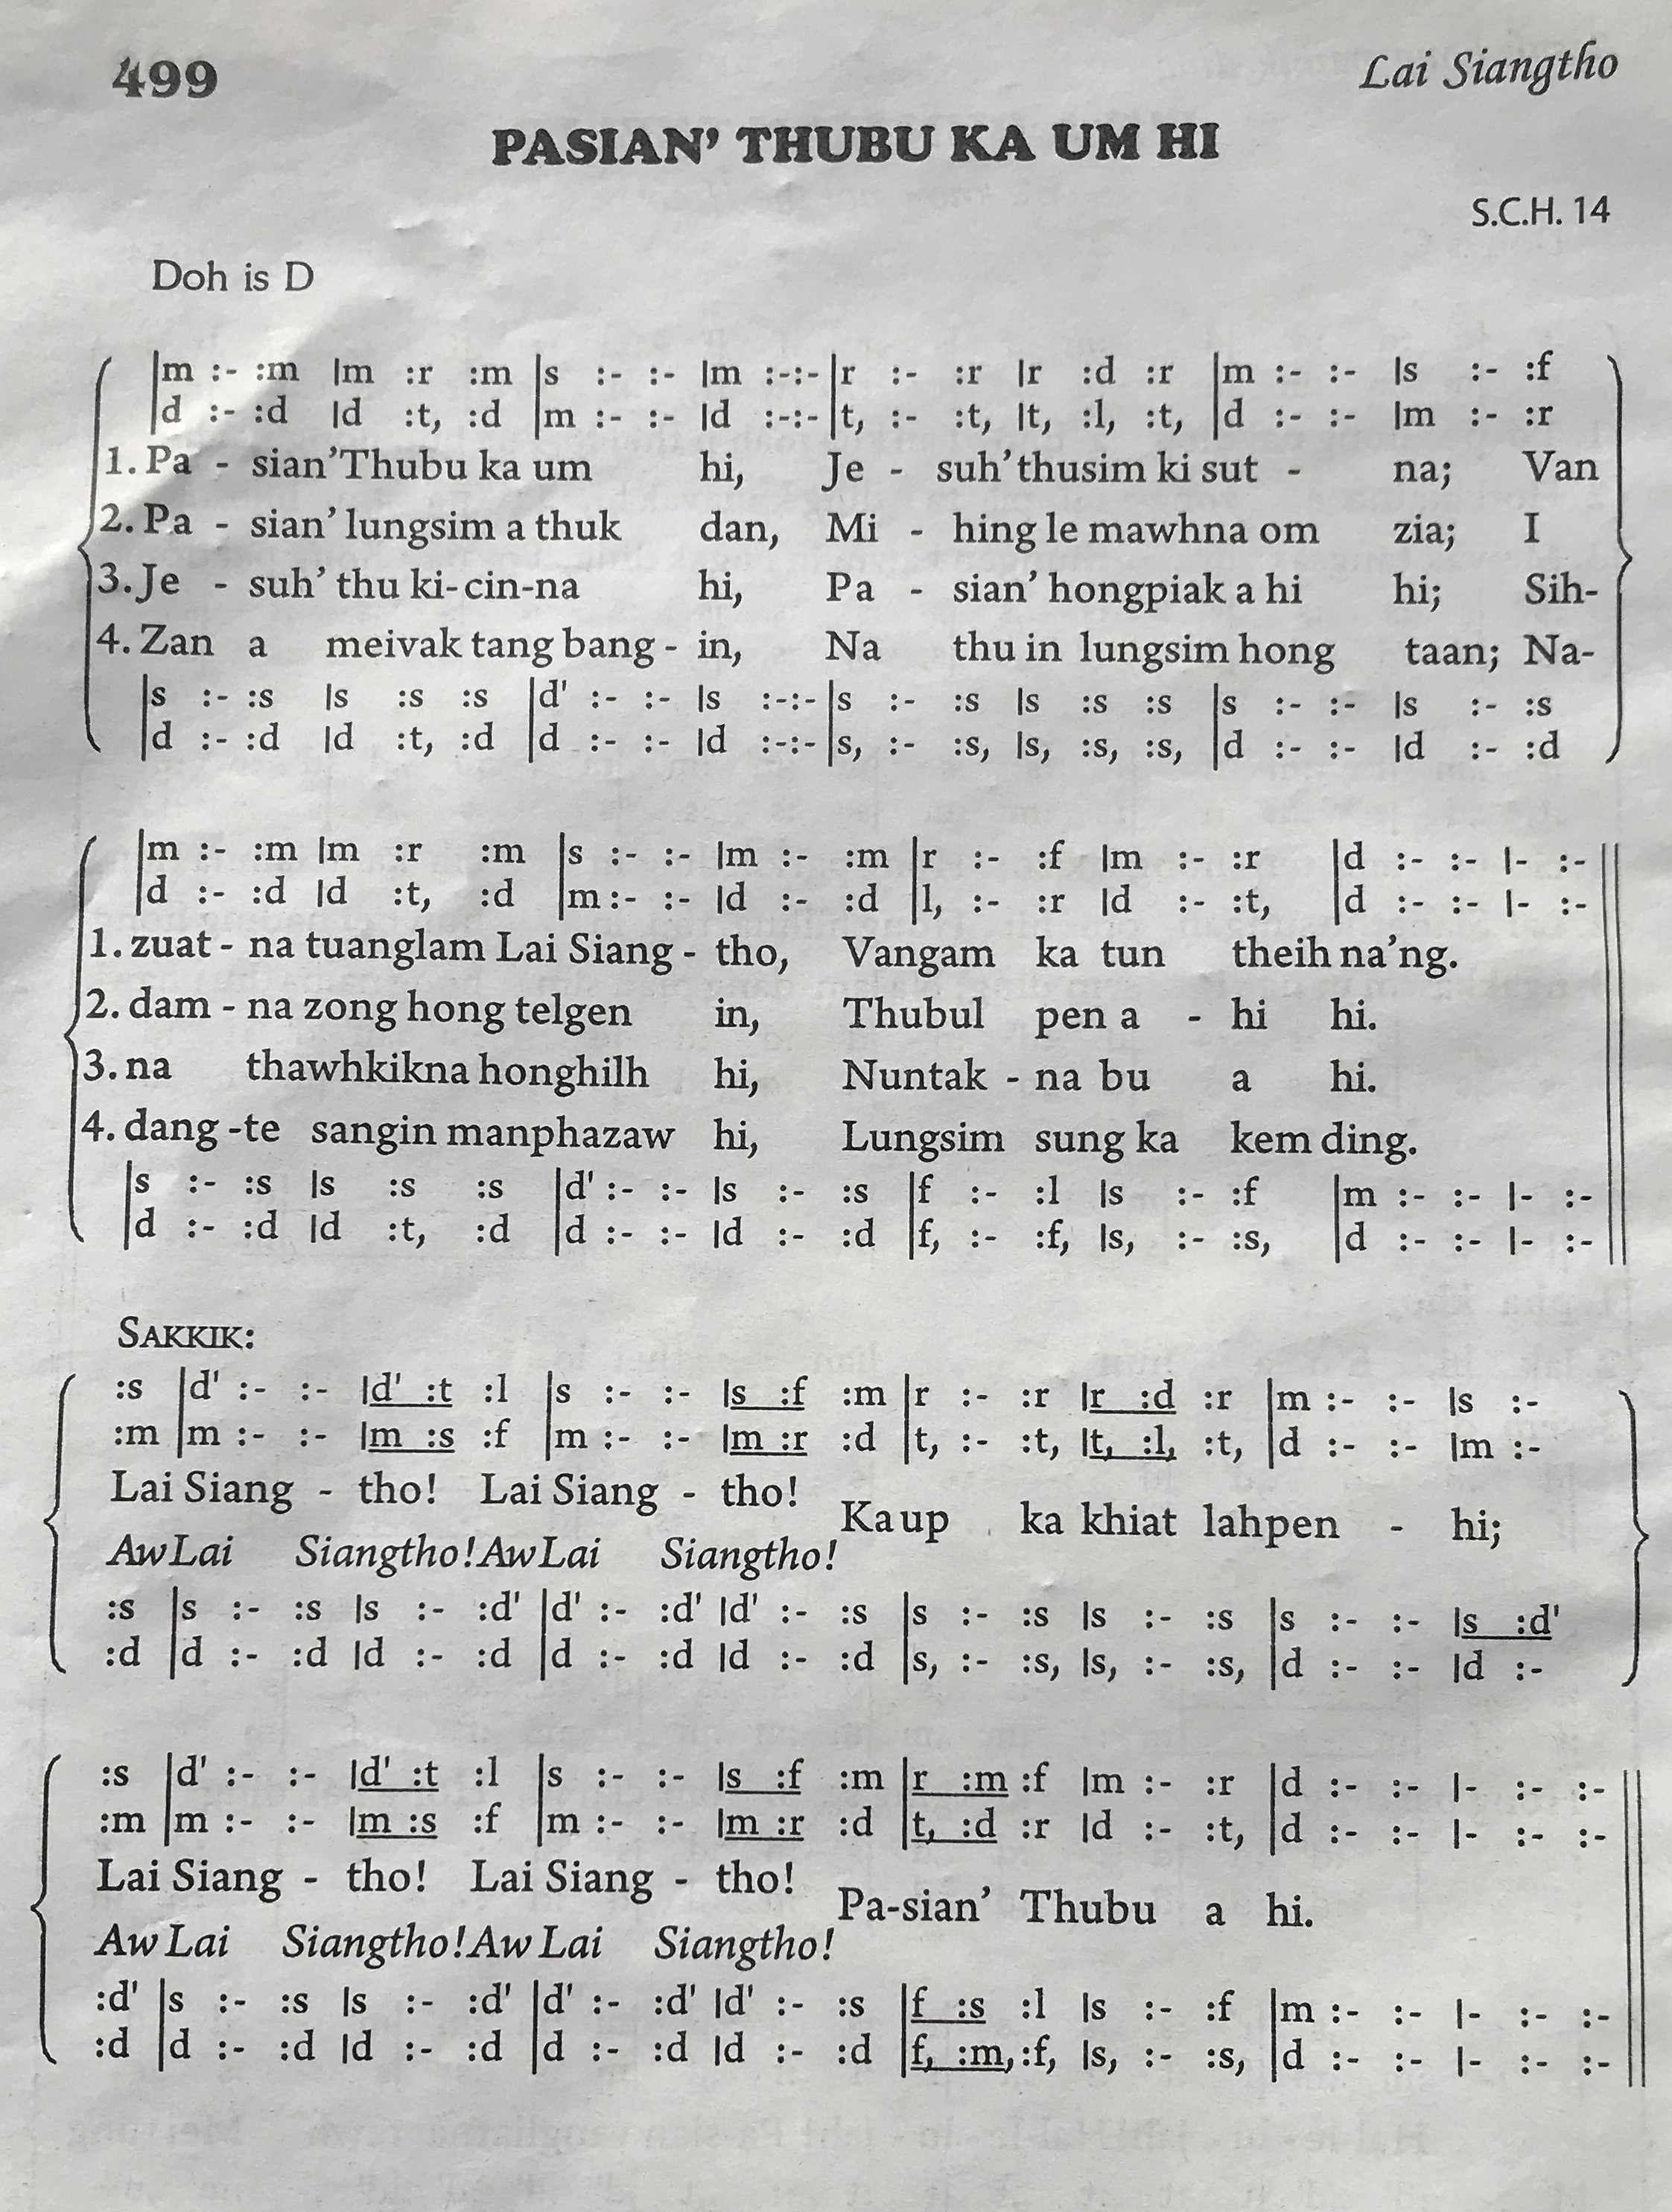 499
Lai Siangtho
PASIAN’ THUBU KA UM HI
S.C.H. 14
Doh is D
|m :- :m |m :r :m |s :- :- |m :-:-|r :- :r |r :d :r |m :- :- |s :- :f
|d :- :d |d :t, :d |m :- :- |d :-:-|t, :- :t, |t, :l, :t, |d :- :- |m :- :r
1. Pa - sian’Thubu ka um hi, Je - suh’thusim ki sut - na; Van
2. Pa - sian’ lungsim a thuk dan, Mi - hing le mawhna om zia; I
3. Je - suh’ thu ki-cin-na hi, Pa - sian’ hongpiak a hi hi; Sih-
4. Zan a meivak tang bang - in, Na thu in lungsim hong taan; Na-
|s :- :s |s :s :s |d' :- :- |s :-:-|s :- :s |s :s :s |s :- :- |s :- :s
|d :- :d |d :t, :d |d :- :- |d :-:-|s, :- :s, |s, :s, :s, |d :- :- |d :- :d
|m :- :m |m :r :m |s :- :- |m :- :m |r :- :f |m :- :r |d :- :- |- :-
|d :- :d |d :t, :d |m :- :- |d :- :d |l, :- :r |d :- :t, |d :- :- |- :-
1. zuat - na tuanglam Lai Siang - tho, Vangam ka tun theih na’ng.
2. dam - na zong hong telgen in, Thubul pen a - hi hi.
3. na thawhkikna honghilh hi, Nuntak - na bu a hi.
4. dang -te sangin manphazaw hi, Lungsim sung ka kem ding.
|s :- :s |s :s :s |d' :- :- |s :- :s |f :- :l |s :- :f |m :- :- |- :-
|d :- :d |d :t, :d |d :- :- |d :- :d |f, :- :f, |s, :- :s, |d :- :- |- :-
SAKKIK:
:s |d' :- :- |d' :t :l |s :- :- |s :f :m |r :- :r |r :d :r |m :- :- |s :-
:m |m :- :- |m :s :f |m :- :- |m :r :d |t, :- :t, |t, :l, :t, |d :- :- |m :-
Lai Siang - tho! Lai Siang - tho!
Kaup ka khiat lahpen - hi;
Aw Lai Siangtho! Aw Lai Siangtho!
:s |s :- :s |s :- :d' |d' :- :d' |d' :- :s |s :- :s |s :- :s |s :- :- |s :d'
:d |d :- :d |d :- :d |d :- :d |d :- :d |s, :- :s, |s, :- :s, |d :- :- |d :-
:s |d' :- :- |d' :t :l |s :- :- |s :f :m |r :m :f |m :- :r |d :- :- |- :- :-
:m |m :- :- |m :s :f |m :- :- |m :r :d |t, :d :r |d :- :t, |d :- :- |- :- :-
Lai Siang - tho! Lai Siang - tho!
Pa-sian’ Thubu a hi.
Aw Lai Siangtho! Aw Lai Siangtho!
:d' |s :- :s |s :- :d' |d' :- :d' |d' :- :s |f :s :l |s :- :f |m :- :- |- :- :-
:d |d :- :d |d :- :d |d :- :d |d :- :d |f, :m, :f, |s, :- :s, |d :- :- |- :- :-